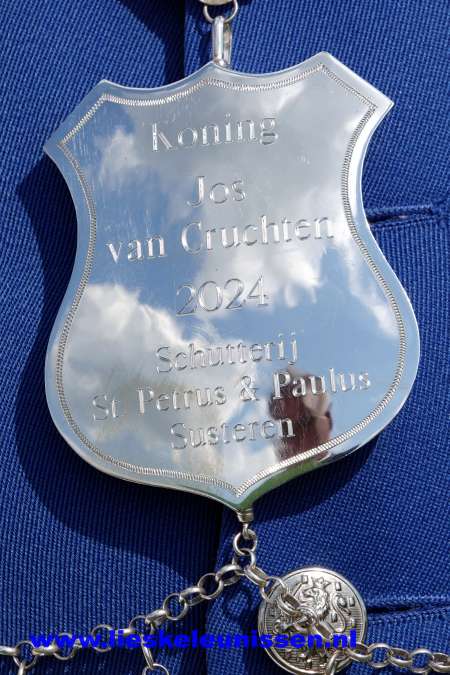 Koning
Jos
van Cruchten
2024
Schutterij
St. Petrus & Paulus
Susteren
www.lieskeleunissen.nl